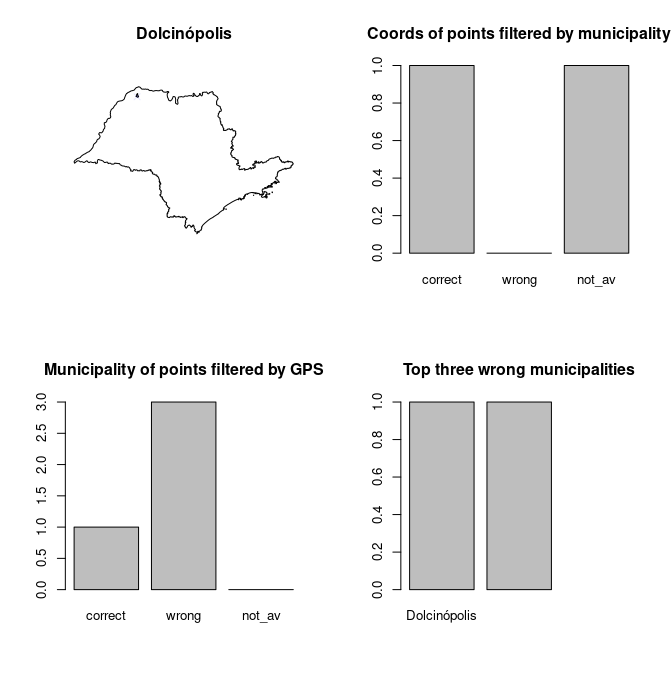 Dolcinópolis
Coords of points filtered by municipality
1.0
0.8
0.6
0.4
0.2
0.0
correct wrong not_av
Municipality of points filtered by GPS
3.0
2.5
2.0
1.5
1.0
0.5
0.0
correct wrong not_av
Top three wrong municipalities
1.0
0.8
0.6
0.4
0.2
0.0
Dolcinópolis